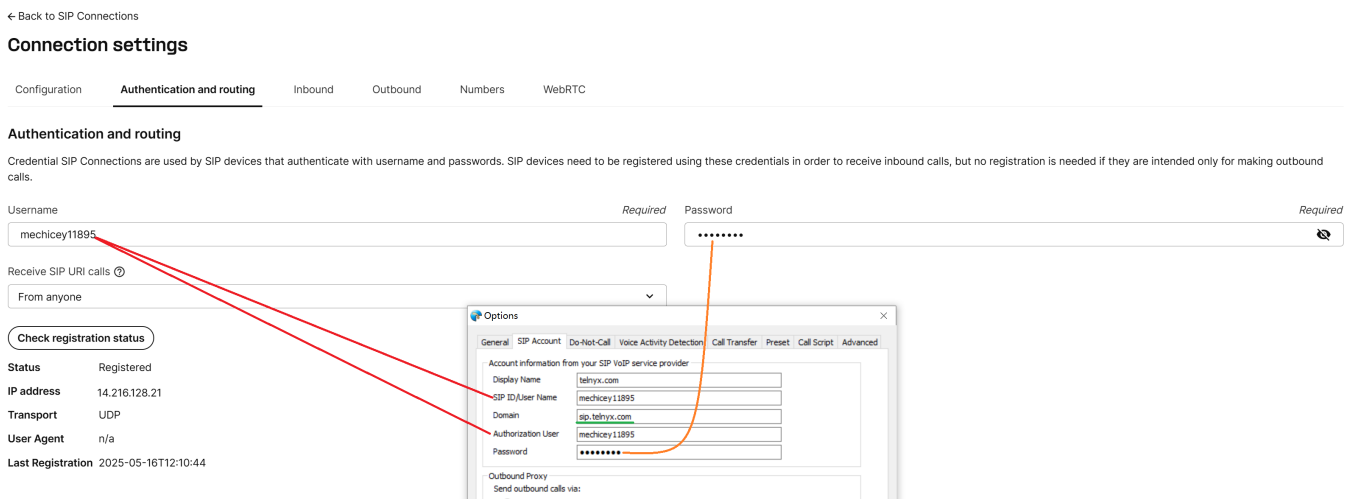 Back to SIP Connections
Connection settings
Configuration Authentication and routing Inbound Outbound Numbers WebRTC
Authentication and routing
Credential SIP Connections are used by SIP devices that authenticate with username and passwords. SIP devices need to be registered using these credentials in order to receive inbound calls, but no registration is needed if they are intended only for making outbound
calls.
Username Required Password Required
mechicey11895 ••••••••
Receive SIP URI calls
From anyone
Check registration status
Status Registered
IP address 14.216.128.21
Transport UDP
User Agent n/a
Last Registration 2025-05-16T12:10:44
Options
General SIP Account Do-Not-Call Voice Activity Detection Call Transfer Preset Call Script Advanced
Account information from your SIP VoIP service provider
Display Name telnyx.com
SIP ID/User Name mechicey11895
Domain sip.telnyx.com
Authorization User mechicey11895
Password ••••••••
Outbound Proxy
Send outbound calls via: